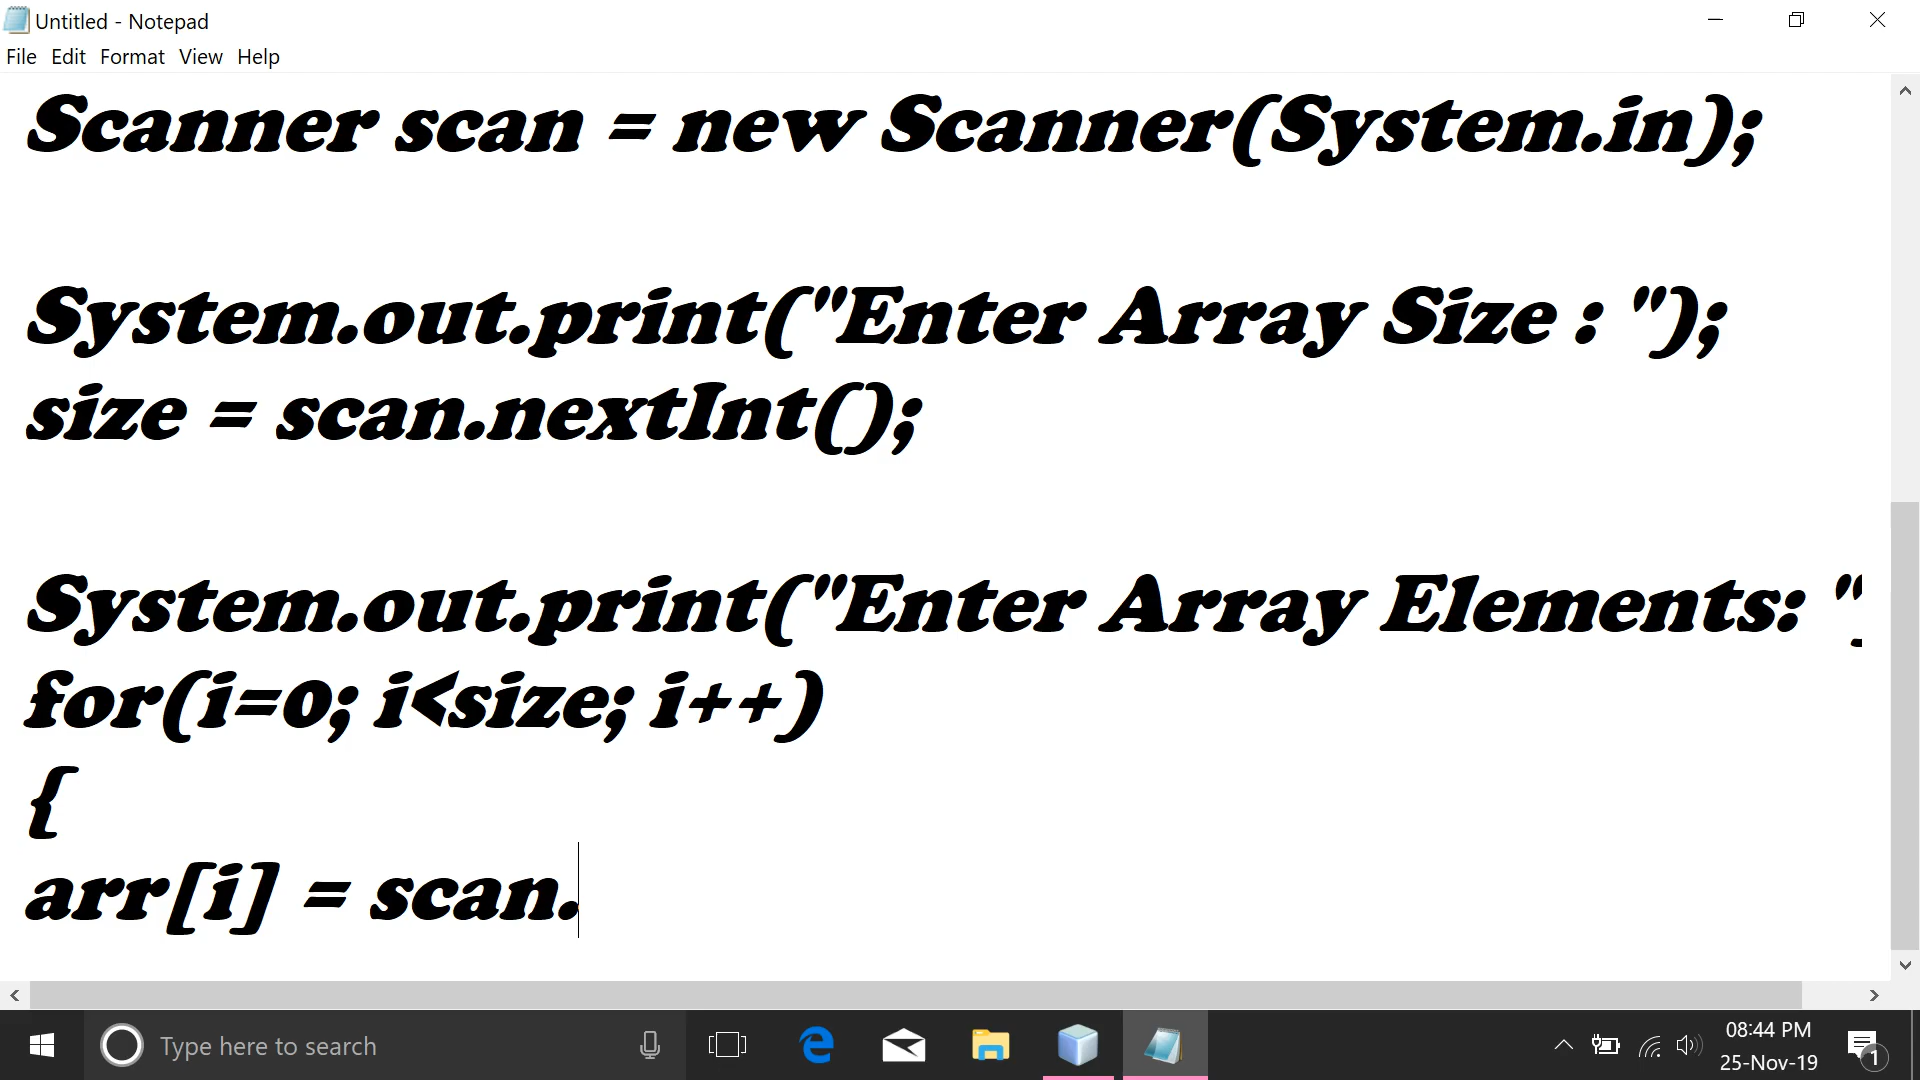 Untitled - Notepad
File Edit Format View Help
Scanner scan = new Scanner(System.in);
System.out.print("Enter Array Size : ");
size = scan.nextInt();
System.out.print("Enter Array Elements: "
for(i=0; i<size; i++)
{
arr[i] = scan.
Type here to search
08:44 PM
25-Nov-19
1